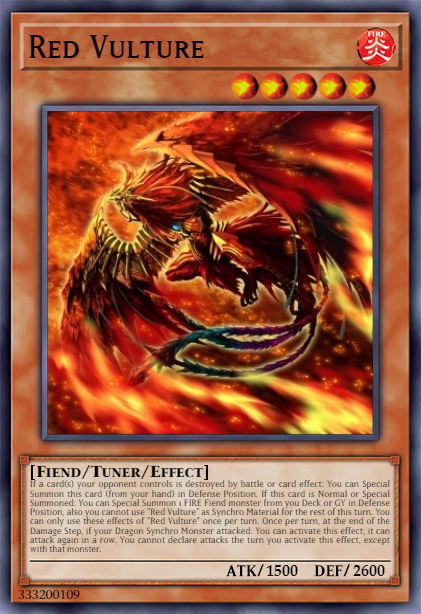 Red Vulture
FIRE
炎
[Fiend/Tuner/Effect]
If a card(s) your opponent controls is destroyed by battle or card effect: You can Special
Summon this card (from your hand) in Defense Position. If this card is Normal or Special
Summoned: You can Special Summon 1 FIRE Fiend monster from you Deck or GY in Defense
Position, also you cannot use "Red Vulture" as Synchro Material for the rest of this turn. You
can only use these effects of "Red Vulture" once per turn. Once per turn, at the end of the
Damage Step, if your Dragon Synchro Monster attacked: You can activate this effect; it can
attack again in a row. You cannot declare attacks the turn you activate this effect, except
with that monster.
ATK/1500 DEF/2600
333200109